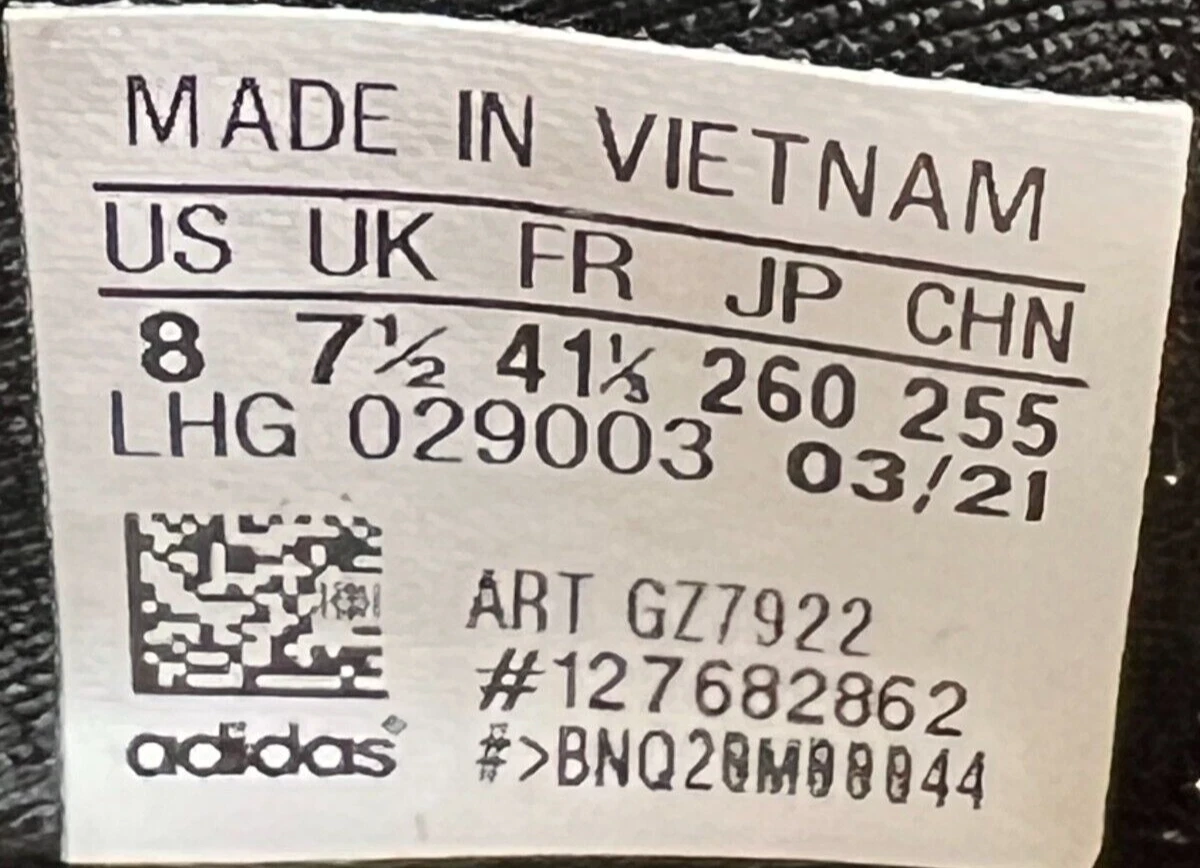 MADE IN VIETNAM
US UK FR JP CHN
8 7½ 41⅓ 260 255
LHG 029003 03/21
ART GZ7922
#127682862
adidas